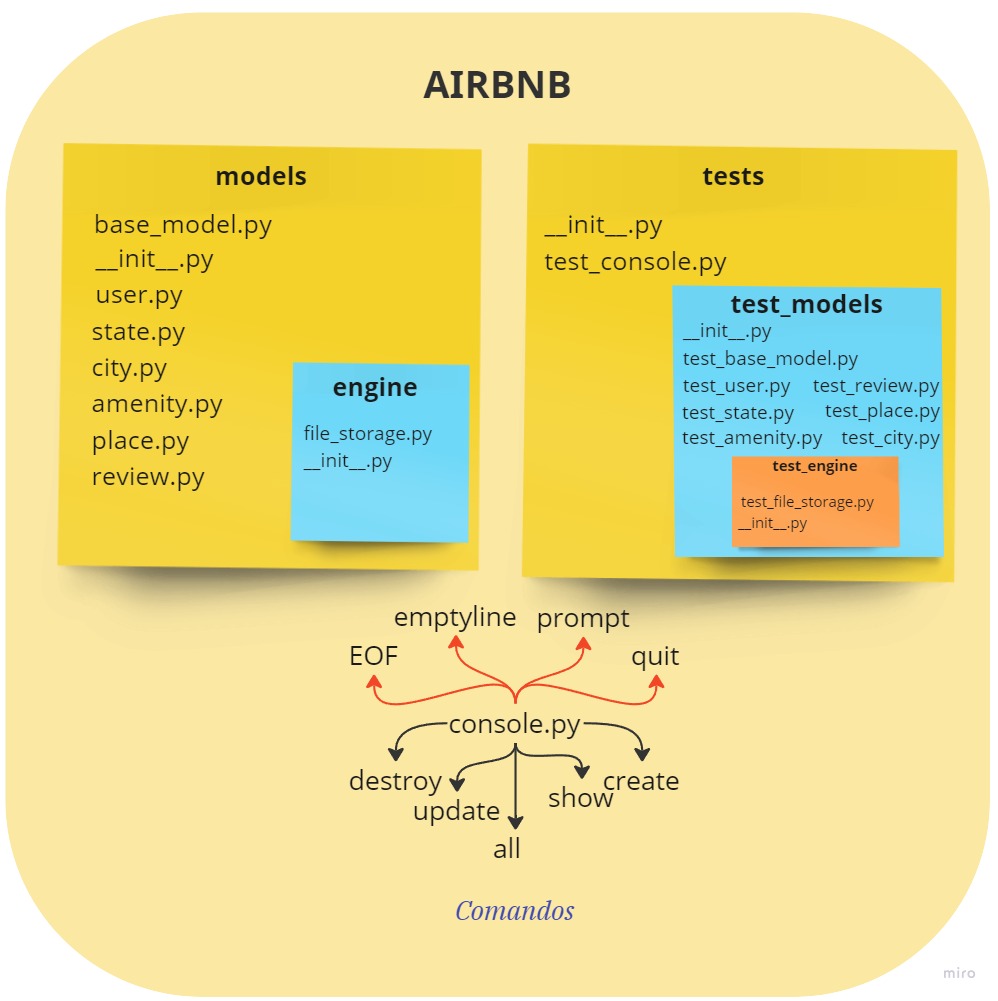 AIRBNB
models
base_model.py
__init__.py
user.py
state.py
city.py
amenity.py
place.py
review.py
engine
file_storage.py
__init__.py
tests
__init__.py
test_console.py
test_models
__init__.py
test_base_model.py
test_user.py test_review.py
test_state.py test_place.py
test_amenity.py test_city.py
test_engine
test_file_storage.py
__init__.py
emptyline prompt
EOF quit
console.py
destroy create
update show
all
Comandos
miro